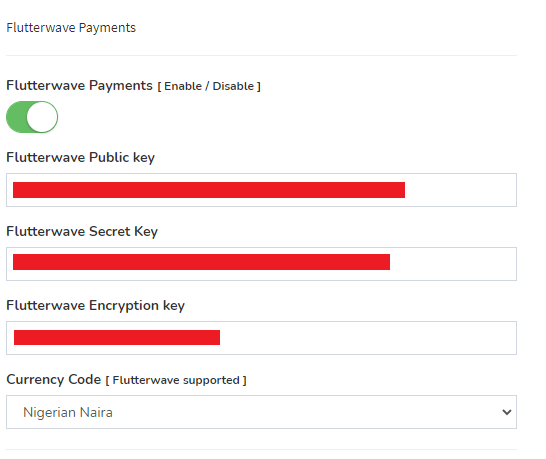 Flutterwave Payments
Flutterwave Payments [ Enable / Disable ]
Flutterwave Public key
Flutterwave Secret Key
Flutterwave Encryption key
Currency Code [ Flutterwave supported ]
Nigerian Naira